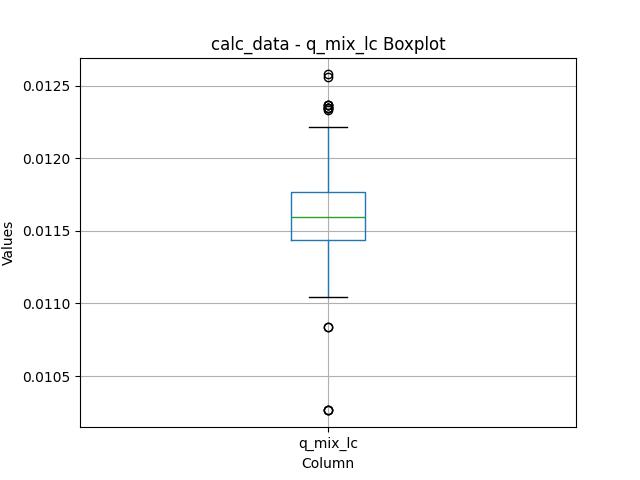 calc_data - q_mix_lc Boxplot
0.0125
0.0120
0.0115
0.0110
0.0105
Values
q_mix_lc
Column